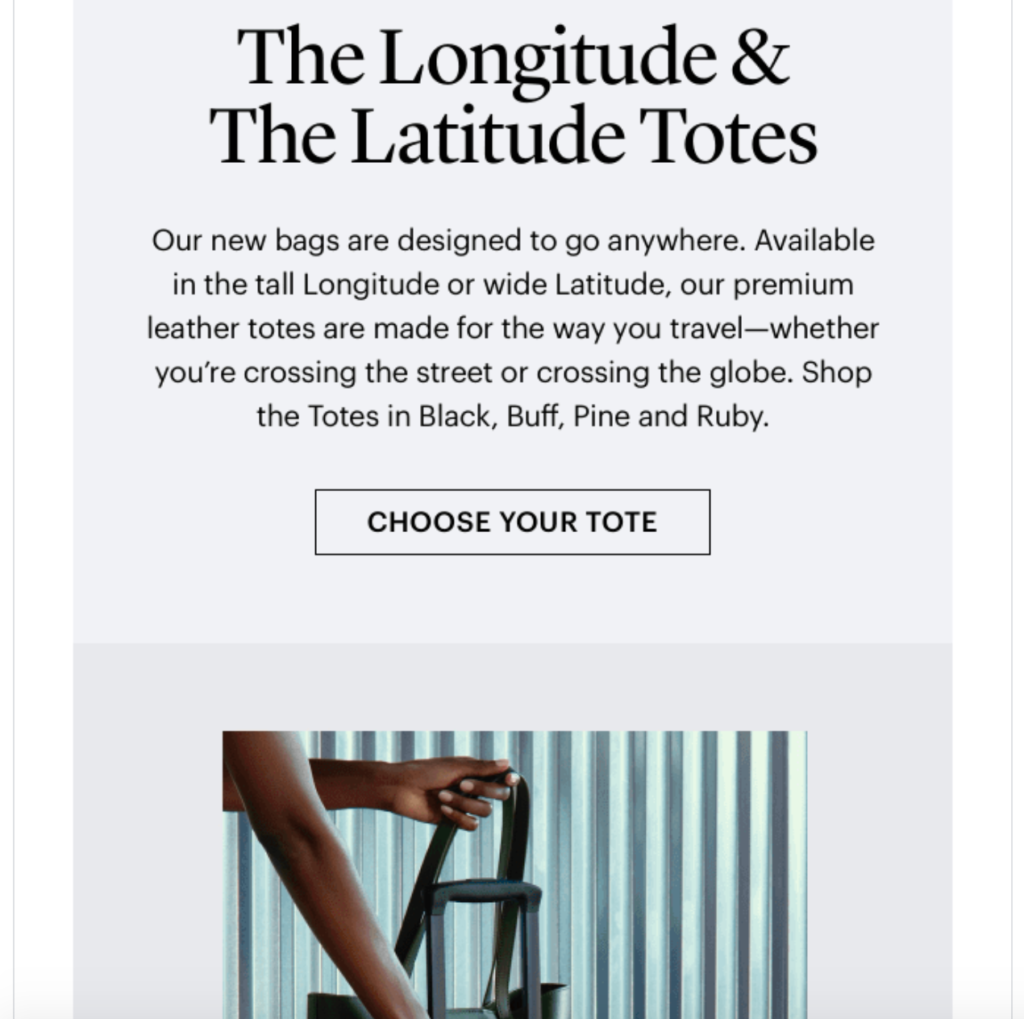 The Longitude &
The Latitude Totes
Our new bags are designed to go anywhere. Available
in the tall Longitude or wide Latitude, our premium
leather totes are made for the way you travel—whether
you’re crossing the street or crossing the globe. Shop
the Totes in Black, Buff, Pine and Ruby.
CHOOSE YOUR TOTE